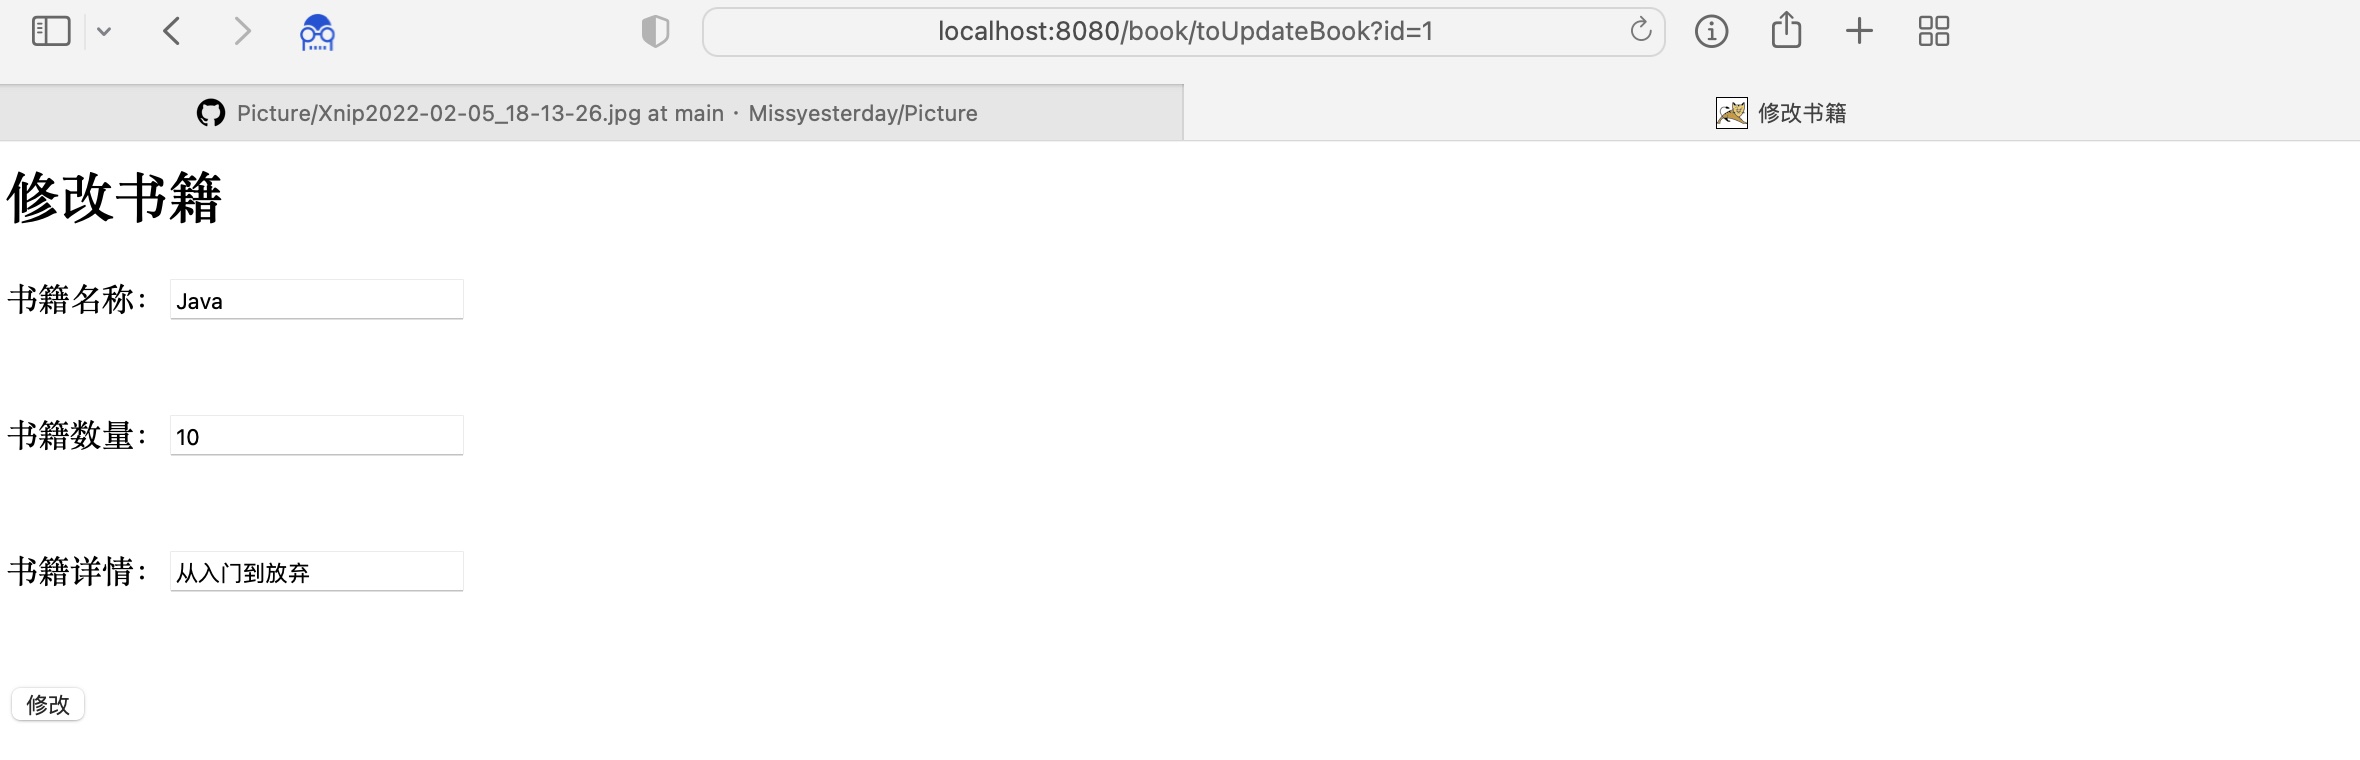 localhost:8080/book/toUpdateBook?id=1
Picture/Xnip2022-02-05_18-13-26.jpg at main · Missyesterday/Picture
修改书籍
修改书籍
书籍名称： Java
书籍数量： 10
书籍详情： 从入门到放弃
修改